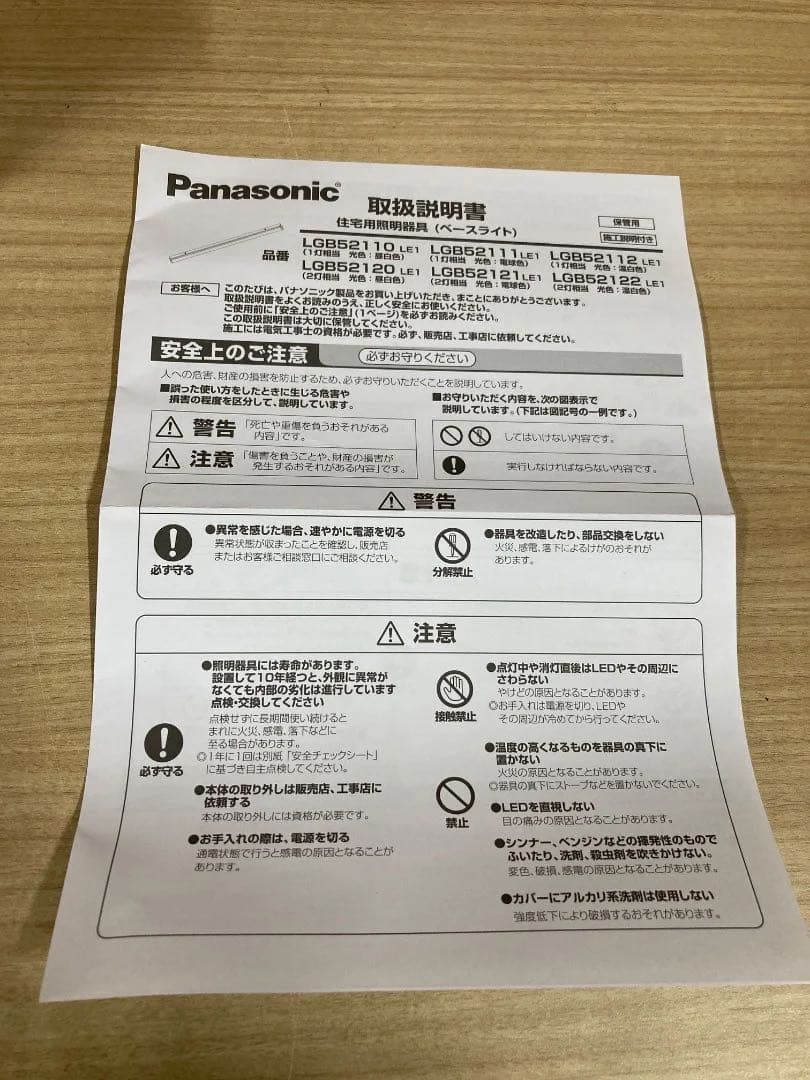 Panasonic®
取扱説明書
保管用
住宅用照明器具 (ベースライト)
施工説明付き
品番
LGB52110 LE1 LGB52111 LE1 LGB52112 LE1
(1灯相当 光色:昼白色) (1灯相当 光色:電球色) (1灯相当 光色:温白色)
LGB52120 LE1 LGB52121 LE1 LGB52122 LE1
(2灯相当 光色:昼白色) (2灯相当 光色:電球色) (2灯相当 光色:温白色)
お客様へ
このたびは、パナソニック製品をお買い上げいただき、まことにありがとうございます。
取扱説明書をよくお読みのうえ、正しく安全にお使いください。
ご使用前に「安全上のご注意」(1ページ)を必ずお読みください。
この取扱説明書は大切に保管してください。
施工には電気工事士の資格が必要です。必ず、販売店、工事店に依頼してください。
安全上のご注意
必ずお守りください
人への危害、財産の損害を防止するため、必ずお守りいただくことを説明しています。
■誤った使い方をしたときに生じる危害や
損害の程度を区分して、説明しています。
警告
「死亡や重傷を負うおそれがある
内容」です。
注意
「傷害を負うことや、財産の損害が
発生するおそれがある内容」です。
■お守りいただく内容を、次の図表示で
説明しています。(下記は図記号の一例です。)
してはいけない内容です。
実行しなければならない内容です。
警告
必ず守る
●異常を感じた場合、速やかに電源を切る
異常状態が収まったことを確認し、販売店
またはお客様ご相談窓口にご相談ください。
分解禁止
●器具を改造したり、部品交換をしない
火災、感電、落下によるけがのおそれが
あります。
注意
必ず守る
●照明器具には寿命があります。
設置して10年経つと、外観に異常が
なくても内部の劣化は進行しています
点検・交換してください
点検せずに長期間使い続けると
まれに火災、感電、落下などに
至る場合があります。
◎1年に1回は別紙「安全チェックシート」
に基づき自主点検してください。
●本体の取り外しは販売店、工事店に
依頼する
本体の取り外しには資格が必要です。
●お手入れの際は、電源を切る
通電状態で行うと感電の原因となることが
あります。
接触禁止
●点灯中や消灯直後はLEDやその周辺に
さわらない
やけどの原因となることがあります。
◎お手入れは電源を切り、LEDや
その周辺が冷めてから行ってください。
禁止
●温度の高くなるものを器具の真下に
置かない
火災の原因となることがあります。
◎器具の真下にストーブなどを置かないでください。
●LEDを直視しない
目の痛みの原因となることがあります。
●シンナー、ベンジンなどの揮発性のもので
ふいたり、洗剤、殺虫剤を吹きかけない。
変色、破損、感電の原因となることがあります。
●カバーにアルカリ系洗剤は使用しない
強度低下により破損するおそれがあります。